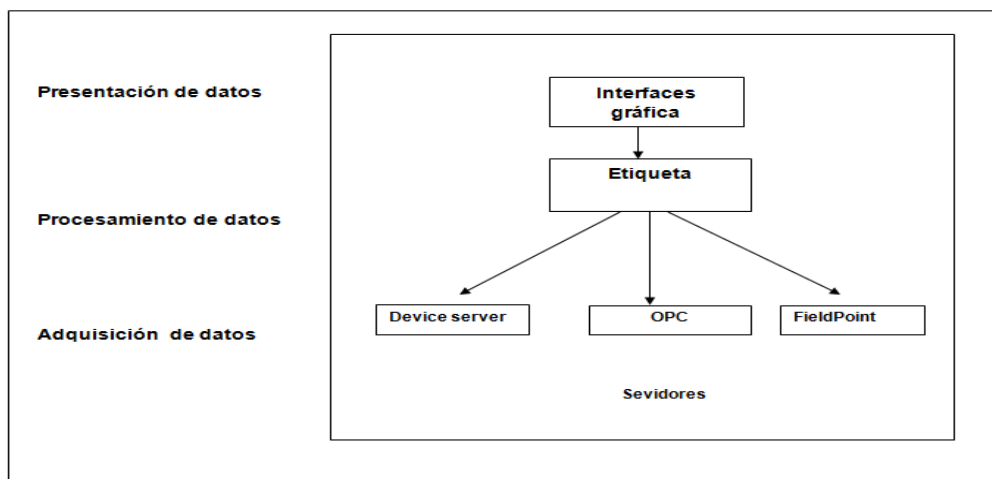 Presentación de datos
Interfaces
gráfica
Etiqueta
Procesamiento de datos
Adquisición de datos
Device server
OPC
FieldPoint
Sevidores